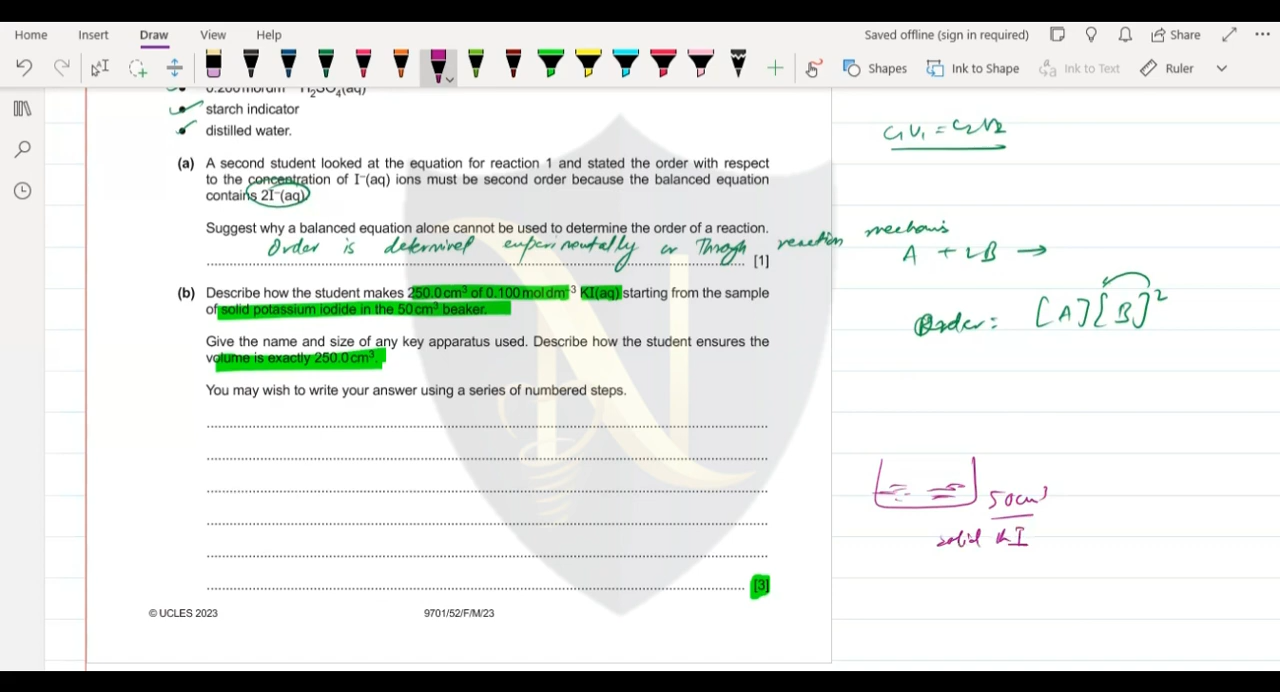 Home Insert Draw View Help Saved offline (sign in required) Share
Shapes Ink to Shape Ink to Text Ruler
starch indicator
distilled water.
C1V1 = C2V2
(a) A second student looked at the equation for reaction 1 and stated the order with respect
to the concentration of I⁻(aq) ions must be second order because the balanced equation
contains 2I⁻(aq)
Suggest why a balanced equation alone cannot be used to determine the order of a reaction.
Order is determined experimentally or through reaction mechanis
[1]
A + 2B →
(b) Describe how the student makes 250.0 cm³ of 0.100 mol dm⁻³ KI(aq) starting from the sample
of solid potassium iodide in the 50 cm³ beaker.
Order: [A][B]²
Give the name and size of any key apparatus used. Describe how the student ensures the
volume is exactly 250.0 cm³.
You may wish to write your answer using a series of numbered steps.
50cm³
solid KI
[3]
© UCLES 2023 9701/52/F/M/23